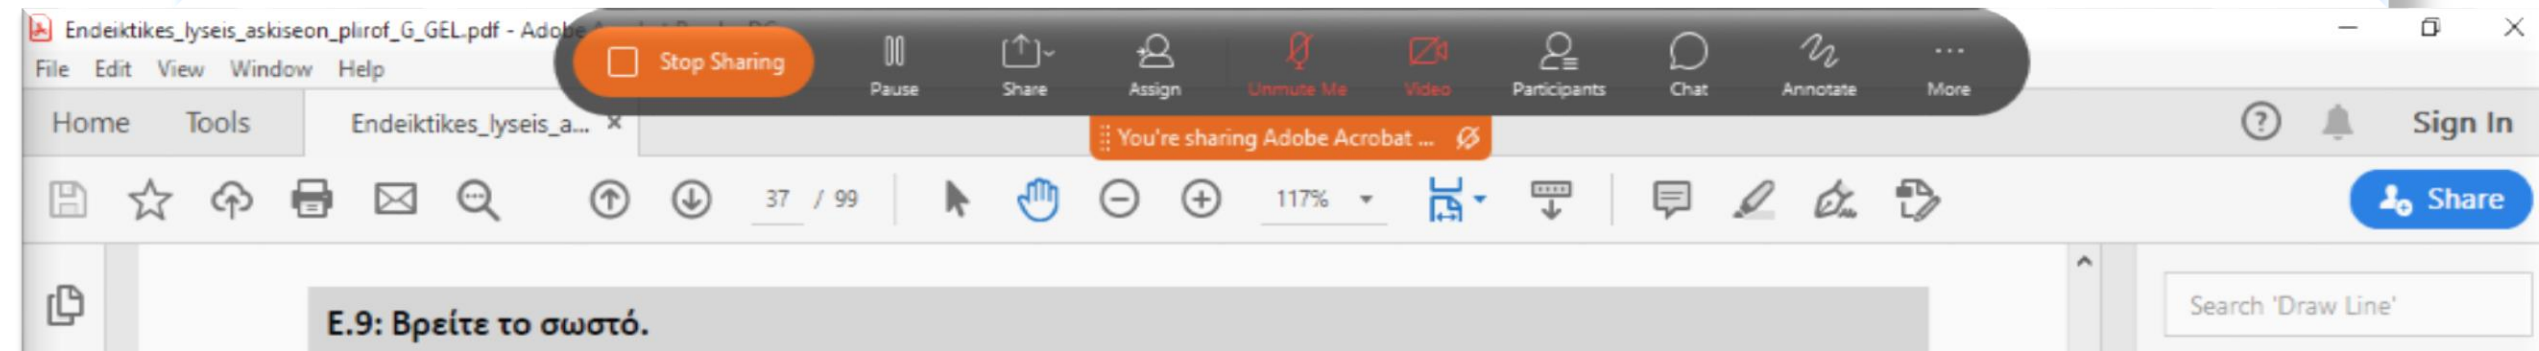 Endeiktikes_lyseis_askiseon_plirof_G_GEL.pdf - Adobe
File Edit View Window Help
Stop Sharing
Pause
Share
Assign
Unmute Me
Video
Participants
Chat
Annotate
More
Home Tools Endeiktikes_lyseis_a... ×
You're sharing Adobe Acrobat ...
Sign In
37 / 99
117%
Share
Ε.9: Βρείτε το σωστό.
Search 'Draw Line'